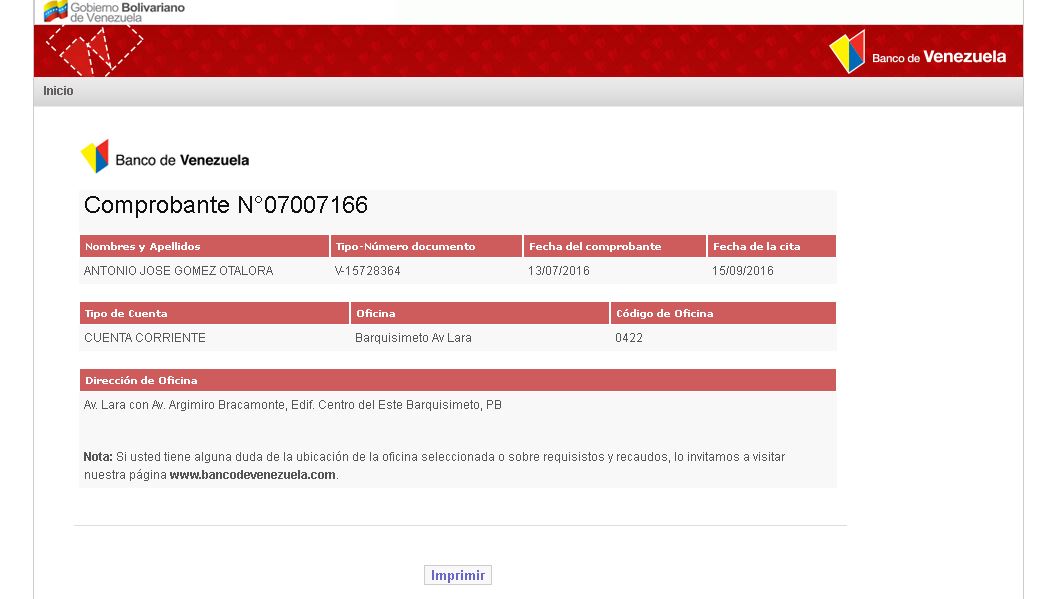 Gobierno Bolivariano
de Venezuela
Banco de Venezuela
Inicio
Banco de Venezuela
Comprobante N°07007166
Nombres y Apellidos Tipo-Número documento Fecha del comprobante Fecha de la cita
ANTONIO JOSE GOMEZ OTALORA V-15728364 13/07/2016 15/09/2016
Tipo de Cuenta Oficina Código de Oficina
CUENTA CORRIENTE Barquisimeto Av Lara 0422
Dirección de Oficina
Av. Lara con Av. Argimiro Bracamonte, Edif. Centro del Este Barquisimeto, PB
Nota: Si usted tiene alguna duda de la ubicación de la oficina seleccionada o sobre requisistos y recaudos, lo invitamos a visitar
nuestra página www.bancodevenezuela.com.
Imprimir